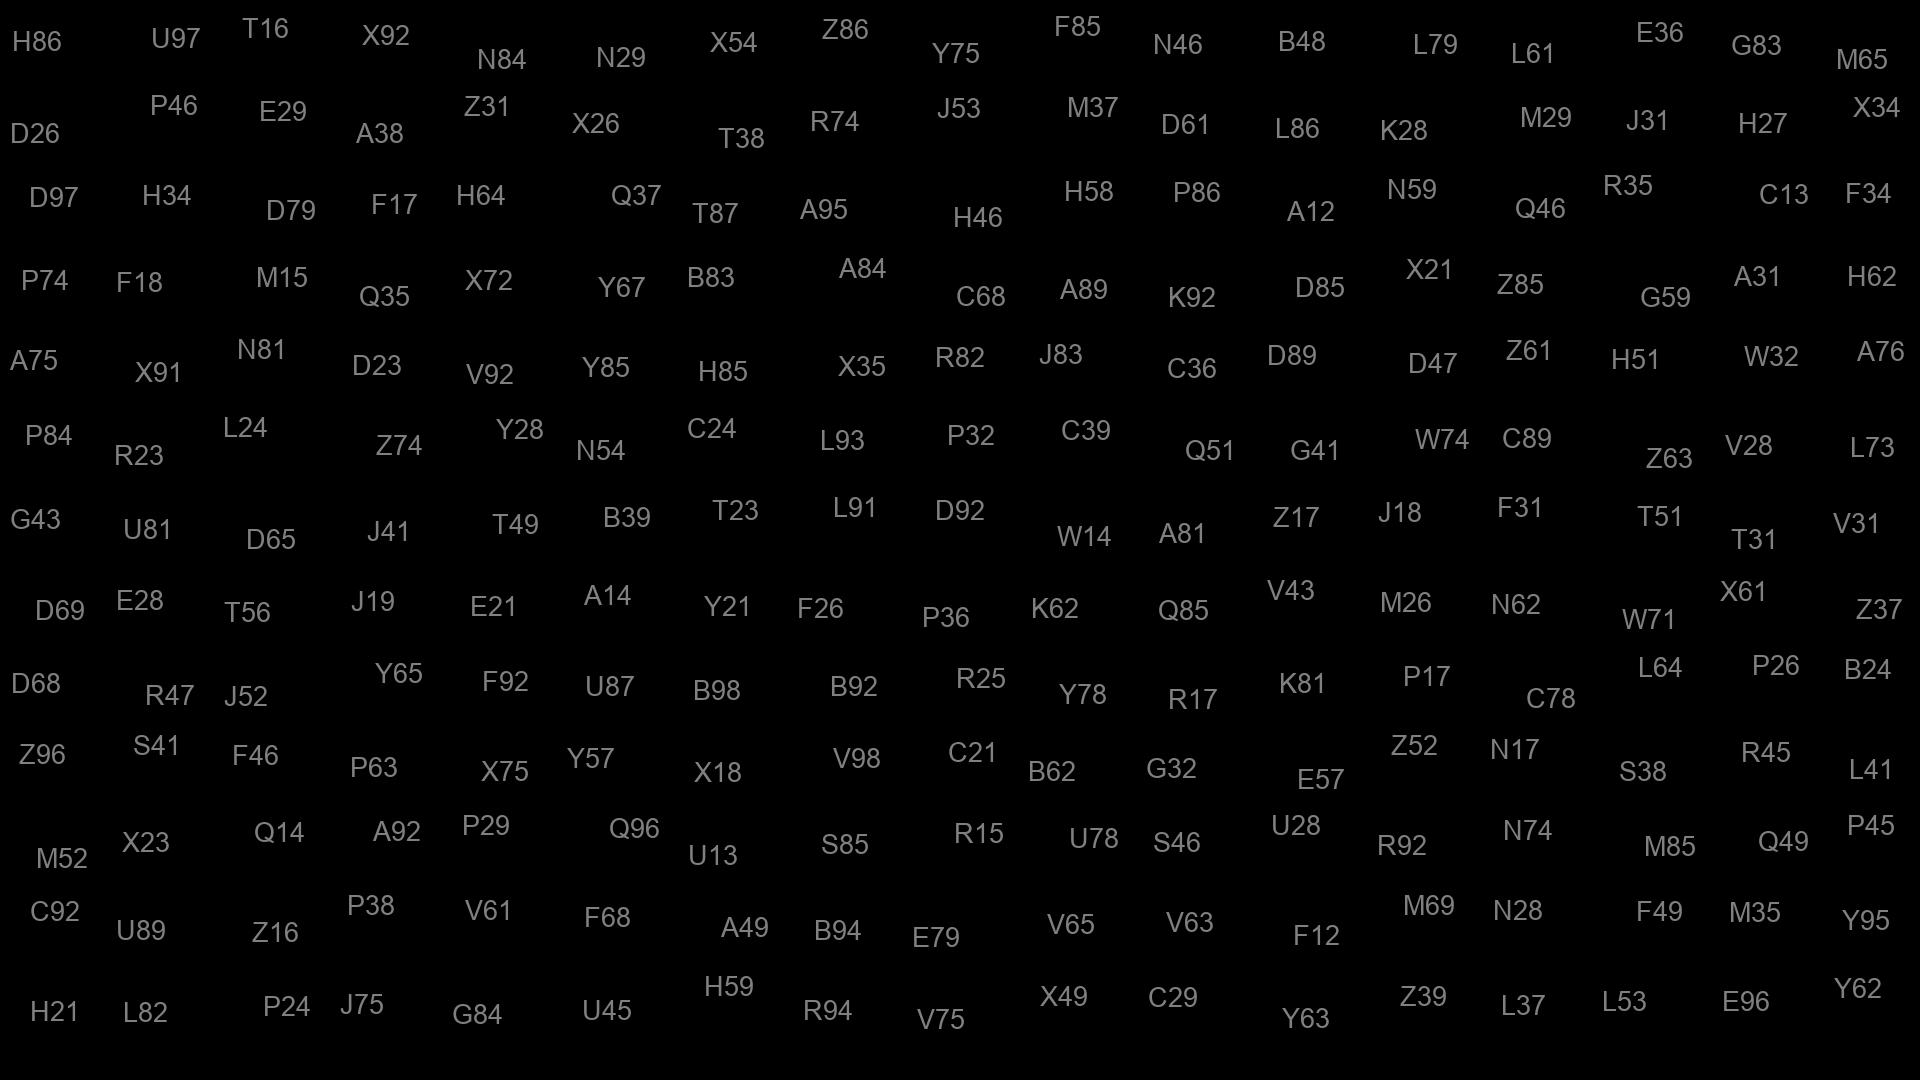 H86 U97 T16 X92 N84 N29 X54 Z86 Y75 F85 N46 B48 L79 L61 E36 G83 M65
D26 P46 E29 A38 Z31 X26 T38 R74 J53 M37 D61 L86 K28 M29 J31 H27 X34
D97 H34 D79 F17 H64 Q37 T87 A95 H46 H58 P86 A12 N59 Q46 R35 C13 F34
P74 F18 M15 Q35 X72 Y67 B83 A84 C68 A89 K92 D85 X21 Z85 G59 A31 H62
A75 X91 N81 D23 V92 Y85 H85 X35 R82 J83 C36 D89 D47 Z61 H51 W32 A76
P84 R23 L24 Z74 Y28 N54 C24 L93 P32 C39 Q51 G41 W74 C89 Z63 V28 L73
G43 U81 D65 J41 T49 B39 T23 L91 D92 W14 A81 Z17 J18 F31 T51 T31 V31
D69 E28 T56 J19 E21 A14 Y21 F26 P36 K62 Q85 V43 M26 N62 W71 X61 Z37
D68 R47 J52 Y65 F92 U87 B98 B92 R25 Y78 R17 K81 P17 C78 L64 P26 B24
Z96 S41 F46 P63 X75 Y57 X18 V98 C21 B62 G32 E57 Z52 N17 S38 R45 L41
M52 X23 Q14 A92 P29 Q96 U13 S85 R15 U78 S46 U28 R92 N74 M85 Q49 P45
C92 U89 Z16 P38 V61 F68 A49 B94 E79 V65 V63 F12 M69 N28 F49 M35 Y95
H21 L82 P24 J75 G84 U45 H59 R94 V75 X49 C29 Y63 Z39 L37 L53 E96 Y62